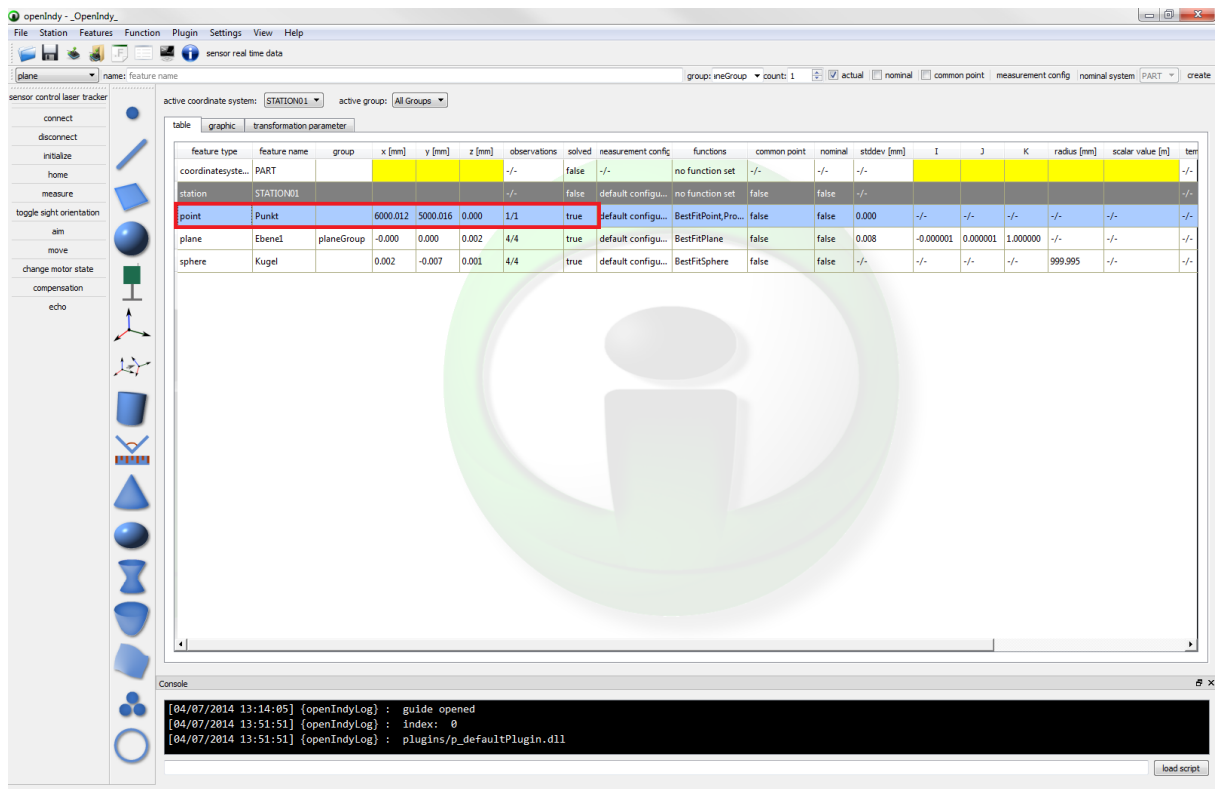 openIndy - _OpenIndy_
File Station Features Function Plugin Settings View Help
sensor real time data
plane name: feature name group: ineGroup count: 1 actual nominal common point measurement config nominal system PART create
sensor control laser tracker
connect
disconnect
initialize
home
measure
toggle sight orientation
aim
move
change motor state
compensation
echo
active coordinate system: STATION01 active group: All Groups
table graphic transformation parameter
feature type feature name group x [mm] y [mm] z [mm] observations solved neasurement config functions common point nominal stddev [mm] I J K radius [mm] scalar value [m] tem
coordinatesyste... PART -/- false -/- no function set -/- -/- -/- -/-
station STATION01 -/- false default configu... no function set false false -/- -/-
point Punkt 6000.012 5000.016 0.000 1/1 true default configu... BestFitPoint,Pro... false false 0.000 -/- -/- -/- -/- -/- -/-
plane Ebene1 planeGroup -0.000 0.000 0.002 4/4 true default configu... BestFitPlane false false 0.008 -0.000001 0.000001 1.000000 -/- -/- -/-
sphere Kugel 0.002 -0.007 0.001 4/4 true default configu... BestFitSphere false false -/- -/- -/- -/- 999.995 -/- -/-
Console
[04/07/2014 13:14:05] {openIndyLog} : guide opened
[04/07/2014 13:51:51] {openIndyLog} : index: 0
[04/07/2014 13:51:51] {openIndyLog} : plugins/p_defaultPlugin.dll
load script